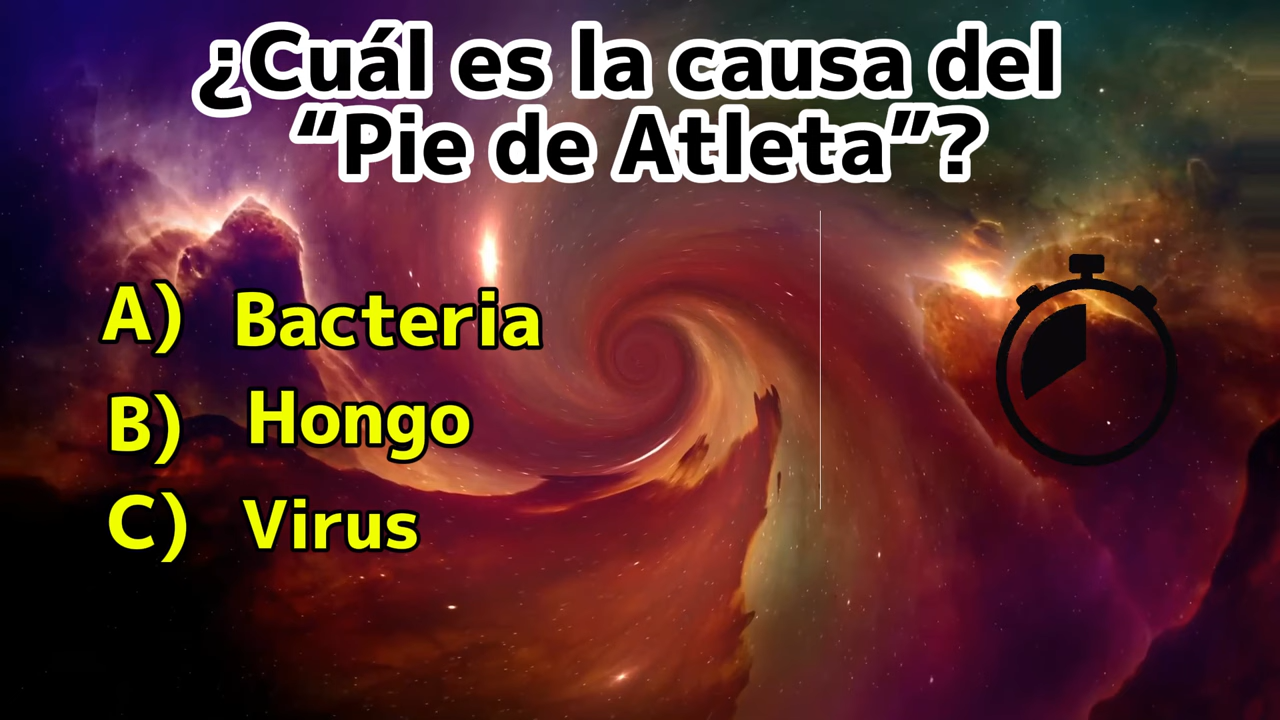 ¿Cuál es la causa del
“Pie de Atleta”?
A) Bacteria
B) Hongo
C) Virus